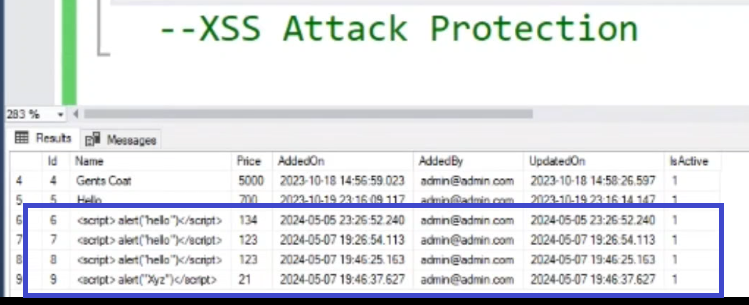 --XSS Attack Protection
283 %
Results Messages
Id Name Price AddedOn AddedBy UpdatedOn IsActive
4 4 Gents Coat 5000 2023-10-18 14:56:59.023 admin@admin.com 2023-10-18 14:58:26.597 1
5 5 Hello 700 2023-10-19 23:16:09.117 admin@admin.com 2023-10-19 23:16:14.147 1
6 6 <script> alert("hello")</script> 134 2024-05-05 23:26:52.240 admin@admin.com 2024-05-05 23:26:52.240 1
7 7 <script> alert("hello")</script> 123 2024-05-07 19:26:54.113 admin@admin.com 2024-05-07 19:26:54.113 1
8 8 <script> alert("hello")</script> 123 2024-05-07 19:46:25.163 admin@admin.com 2024-05-07 19:46:25.163 1
9 9 <script> alert("Xyz")</script> 21 2024-05-07 19:46:37.627 admin@admin.com 2024-05-07 19:46:37.627 1